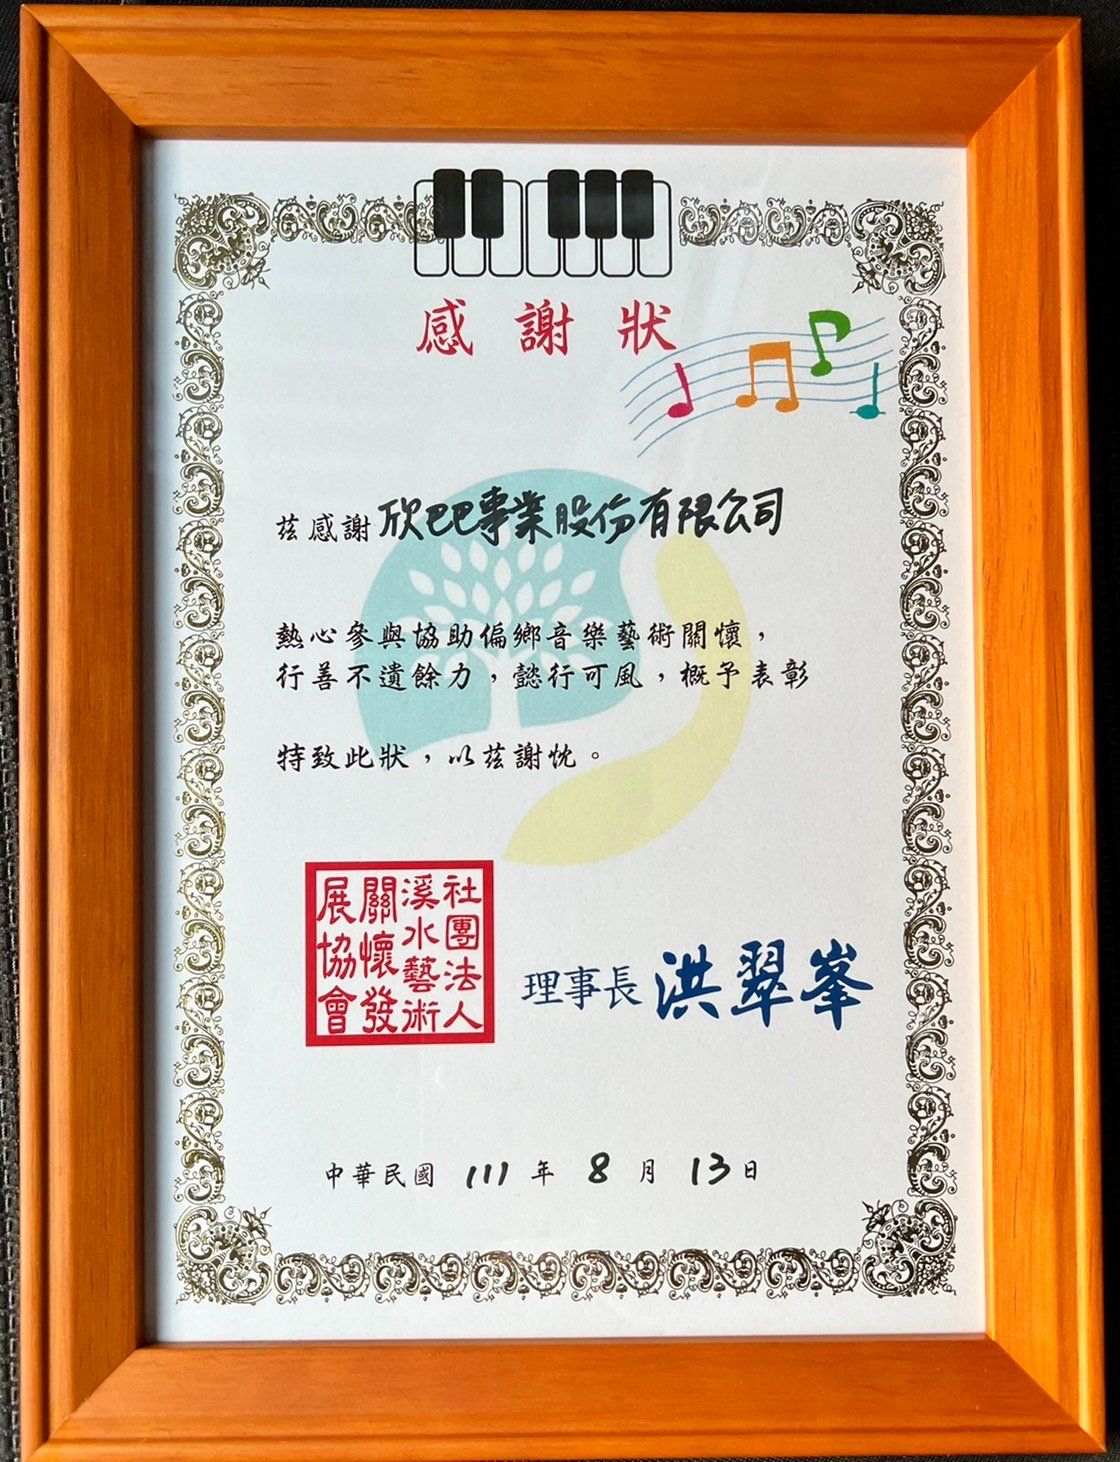 感謝狀
茲感謝欣巴巴專業股份有限公司
熱心參與協助偏鄉音樂藝術關懷，
行善不遺餘力，懿行可風，概予表彰
特致此狀，以茲謝忱。
社團法人
溪水藝術
關懷發
展協會
理事長 洪翠峯
中華民國 111 年 8 月 13 日